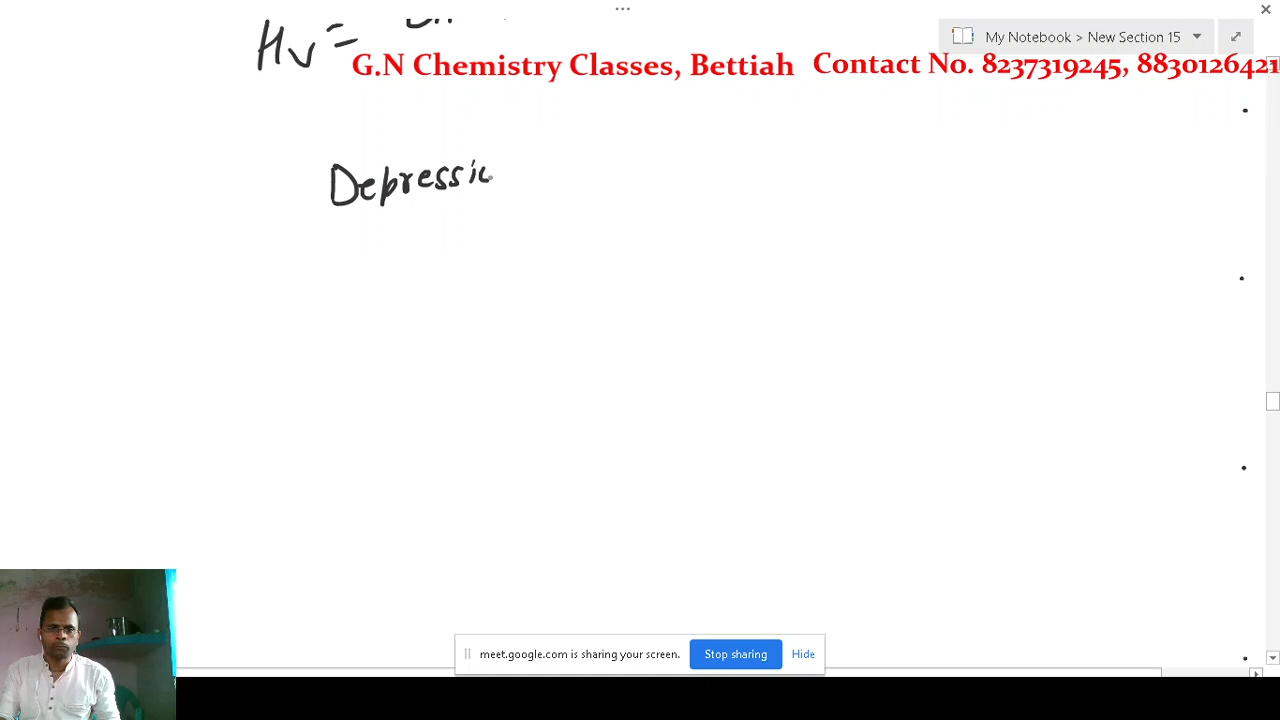 My Notebook > New Section 15
Hv =
G.N Chemistry Classes, Bettiah Contact No. 8237319245, 8830126421
Depressio
meet.google.com is sharing your screen. Stop sharing Hide